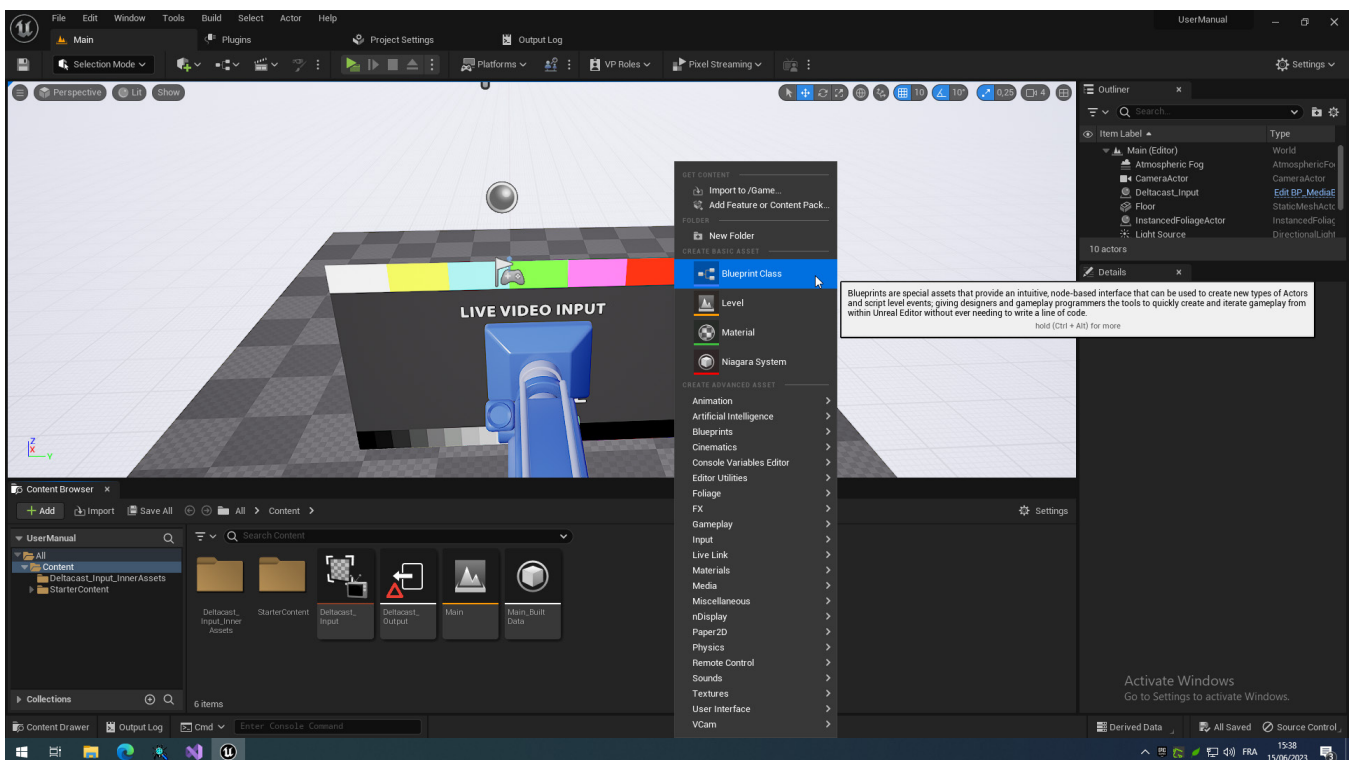 File Edit Window Tools Build Select Actor Help
UserManual
Main
Plugins
Project Settings
Output Log
Selection Mode
Platforms
VP Roles
Pixel Streaming
Settings
Perspective
Lit
Show
10
10°
0,25
4
Outliner
Search...
Item Label
Type
Main (Editor)
World
Atmospheric Fog
AtmosphericFo
CameraActor
CameraActor
Deltacast_Input
Edit BP_MediaE
Floor
StaticMeshActo
InstancedFoliageActor
InstancedFoliag
Light Source
DirectionalLight
10 actors
Details
LIVE VIDEO INPUT
Z
X
Y
GET CONTENT
Import to /Game...
Add Feature or Content Pack...
FOLDER
New Folder
CREATE BASIC ASSET
Blueprint Class
Level
Material
Niagara System
CREATE ADVANCED ASSET
Animation
Artificial Intelligence
Blueprints
Cinematics
Console Variables Editor
Editor Utilities
Foliage
FX
Gameplay
Input
Live Link
Materials
Media
Miscellaneous
nDisplay
Paper2D
Physics
Remote Control
Sounds
Textures
User Interface
VCam
Blueprints are special assets that provide an intuitive, node-based interface that can be used to create new types of Actors
and script level events; giving designers and gameplay programmers the tools to quickly create and iterate gameplay from
within Unreal Editor without ever needing to write a line of code.
hold (Ctrl + Alt) for more
Content Browser
Add
Import
Save All
All
Content
Settings
UserManual
Search Content
All
Content
Deltacast_Input_InnerAssets
StarterContent
Deltacast_
Input_Inner
Assets
StarterContent
Deltacast_
Input
Deltacast_
Output
Main
Main_Built
Data
Collections
6 items
Activate Windows
Go to Settings to activate Windows.
Content Drawer
Output Log
Cmd
Enter Console Command
Derived Data
All Saved
Source Control
FRA
15:38
15/06/2023
3